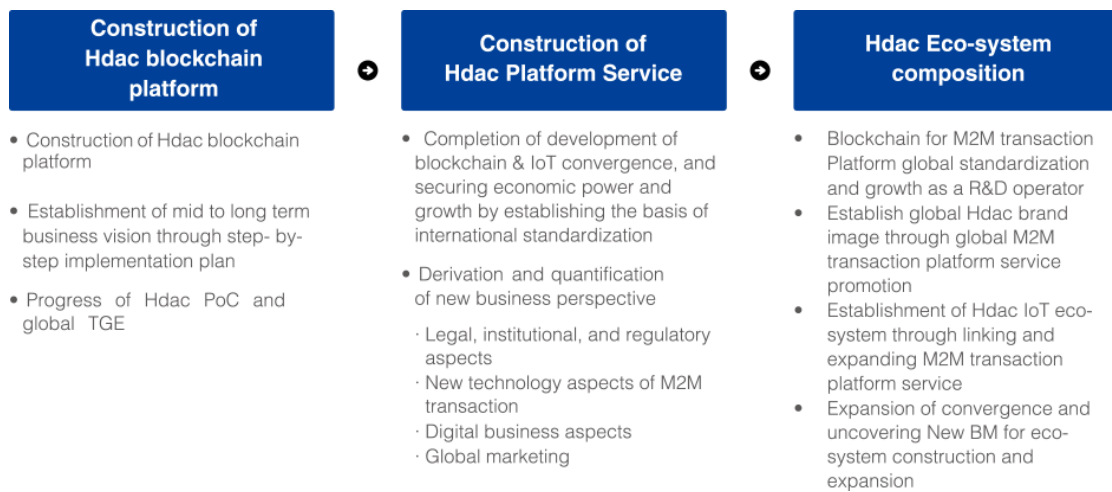 Construction of
Hdac blockchain
platform
• Construction of Hdac blockchain
platform
• Establishment of mid to long term
business vision through step- by-
step implementation plan
• Progress of Hdac PoC and
global TGE
Construction of
Hdac Platform Service
• Completion of development of
blockchain & IoT convergence, and
securing economic power and
growth by establishing the basis of
international standardization
• Derivation and quantification
of new business perspective
· Legal, institutional, and regulatory
aspects
· New technology aspects of M2M
transaction
· Digital business aspects
· Global marketing
Hdac Eco-system
composition
• Blockchain for M2M transaction
Platform global standardization
and growth as a R&D operator
• Establish global Hdac brand
image through global M2M
transaction platform service
promotion
• Establishment of Hdac IoT eco-
system through linking and
expanding M2M transaction
platform service
• Expansion of convergence and
uncovering New BM for eco-
system construction and
expansion